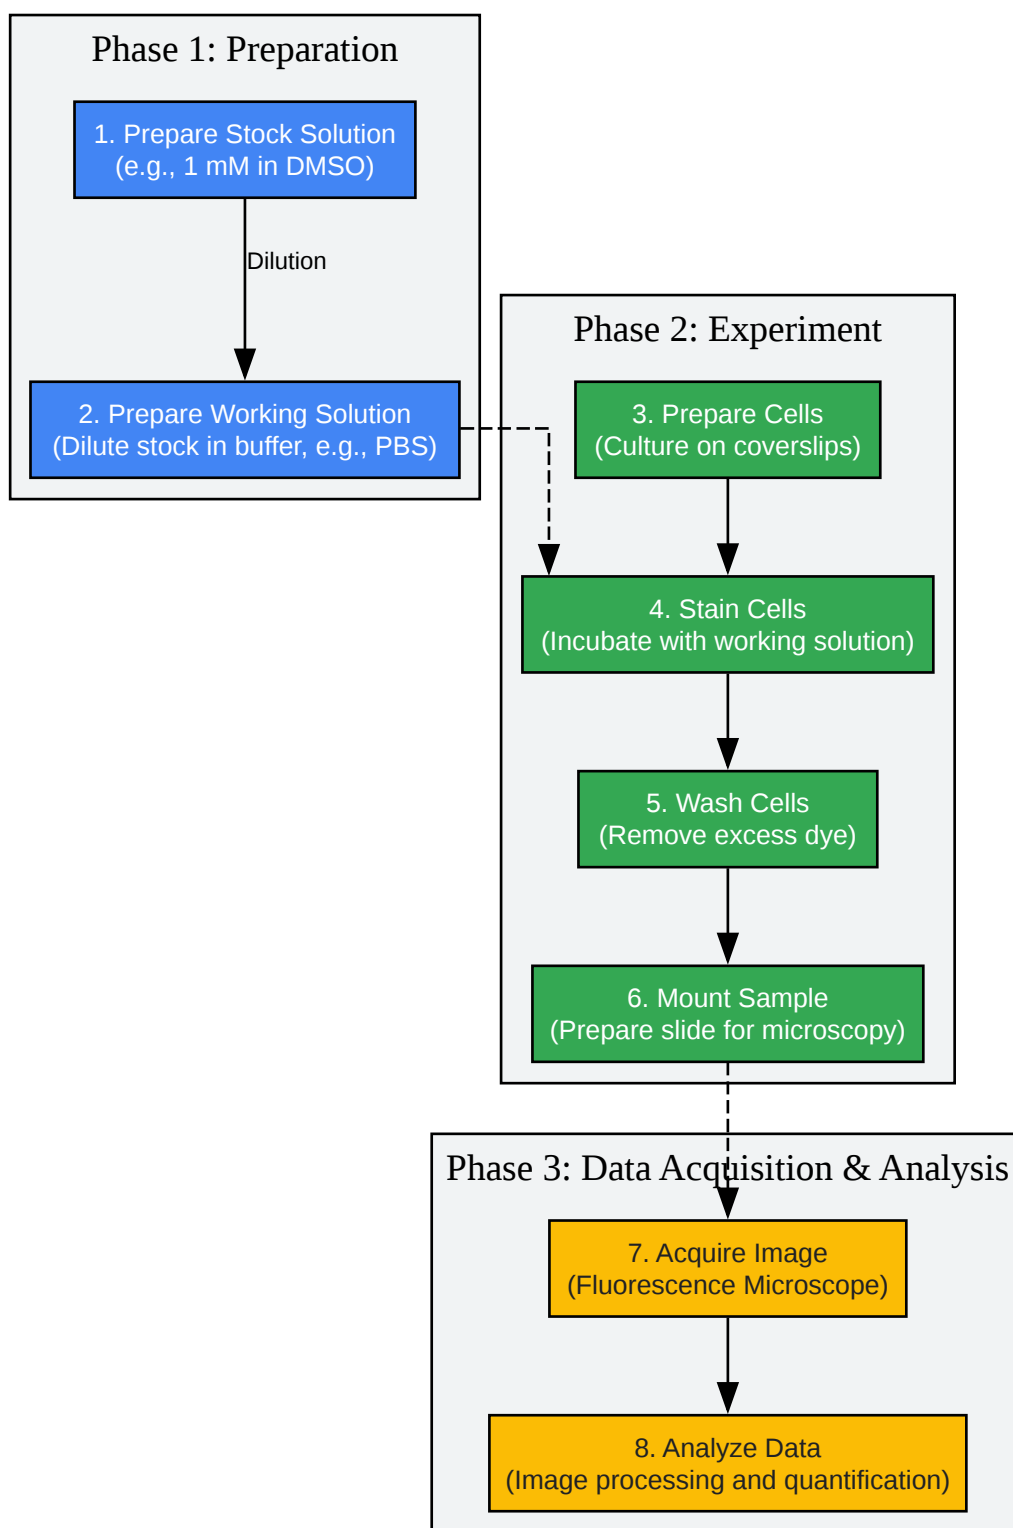 Phase 1: Preparation
1. Prepare Stock Solution
(e.g., 1 mM in DMSO)
Dilution
2. Prepare Working Solution
(Dilute stock in buffer, e.g., PBS)
Phase 2: Experiment
3. Prepare Cells
(Culture on coverslips)
4. Stain Cells
(Incubate with working solution)
5. Wash Cells
(Remove excess dye)
6. Mount Sample
(Prepare slide for microscopy)
Phase 3: Data Acquisition & Analysis
7. Acquire Image
(Fluorescence Microscope)
8. Analyze Data
(Image processing and quantification)